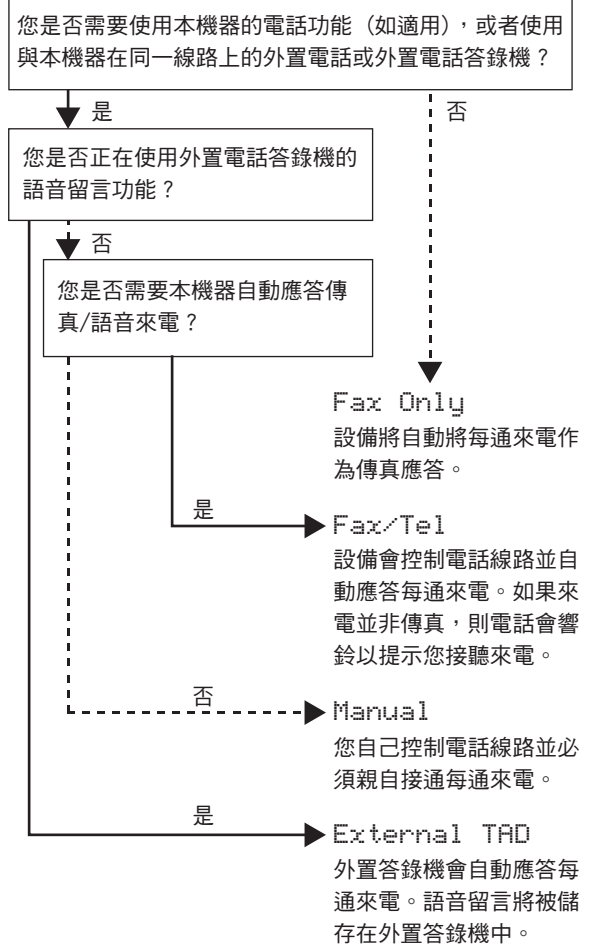 您是否需要使用本機器的電話功能（如適用），或者使用
與本機器在同一線路上的外置電話或外置電話答錄機？
是
否
您是否正在使用外置電話答錄機的
語音留言功能？
否
您是否需要本機器自動應答傳
真/語音來電？
Fax Only
設備將自動將每通來電作
為傳真應答。
是
Fax/Tel
設備會控制電話線路並自
動應答每通來電。如果來
電並非傳真，則電話會響
鈴以提示您接聽來電。
否
Manual
您自己控制電話線路並必
須親自接通每通來電。
是
External TAD
外置答錄機會自動應答每
通來電。語音留言將被儲
存在外置答錄機中。